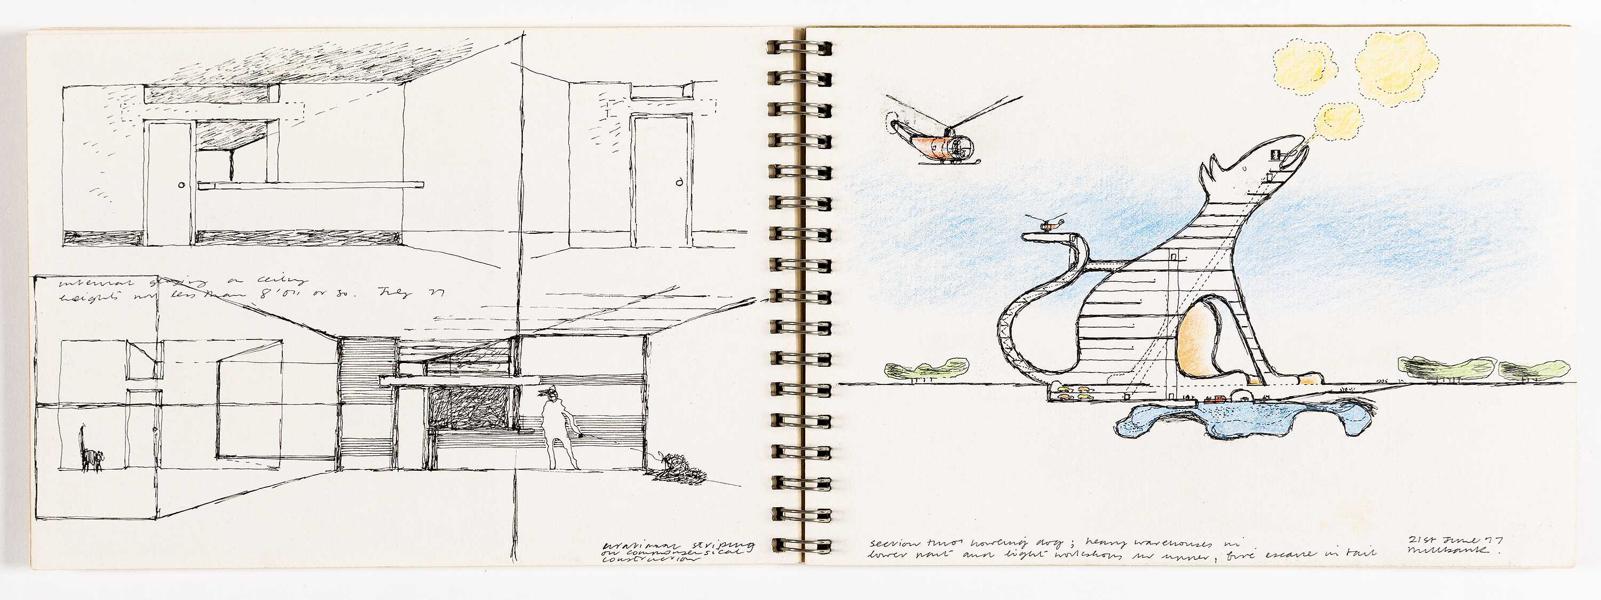 internal glazing on ceiling
heights not less than 8'0" or so. July 77
irrational striping
on commonsensical
construction
section thro' howling dog; heavy warehouses in
lower part and light workshops in upper, fire escape in tail
21st June 77
Millbank.